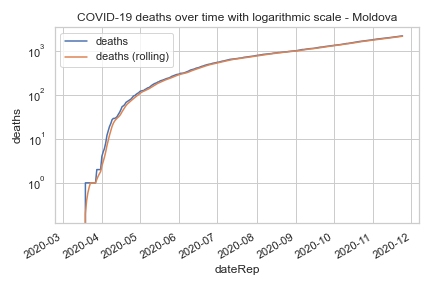 COVID-19 deaths over time with logarithmic scale - Moldova
deaths
deaths (rolling)
10³
10²
10¹
10⁰
deaths
2020-03
2020-04
2020-05
2020-06
2020-07
2020-08
2020-09
2020-10
2020-11
2020-12
dateRep